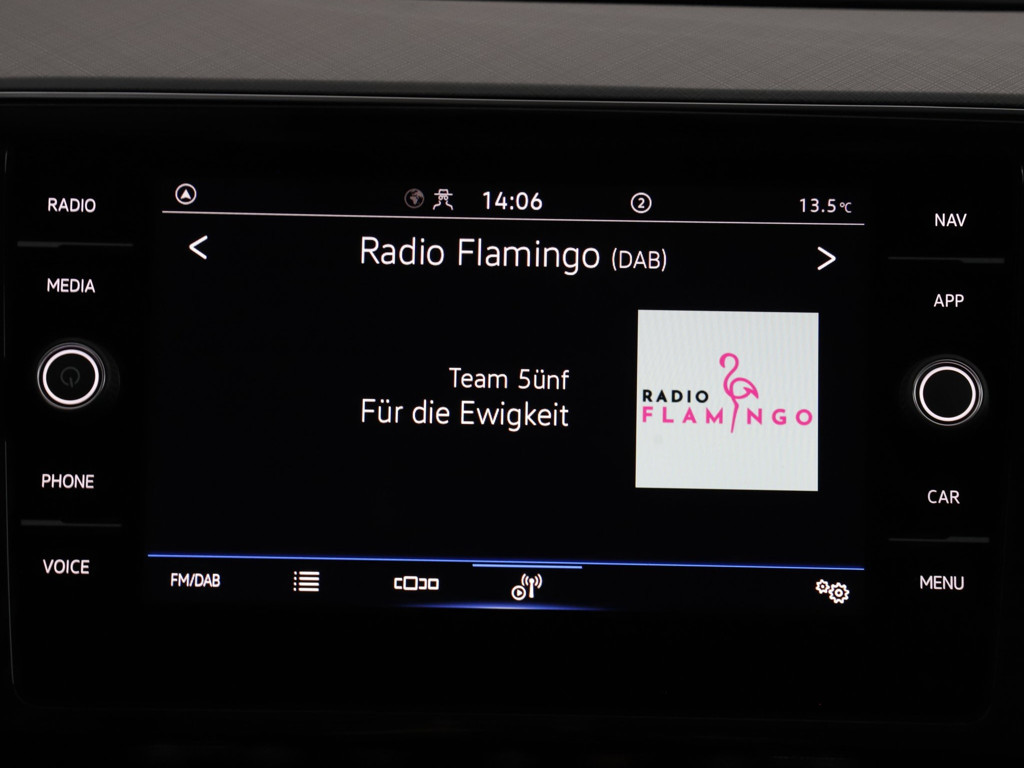 RADIO
MEDIA
PHONE
VOICE
14:06
2
13.5°C
< Radio Flamingo (DAB) >
Team 5ünf
Für die Ewigkeit
RADIO
FLAMINGO
FM/DAB
NAV
APP
CAR
MENU